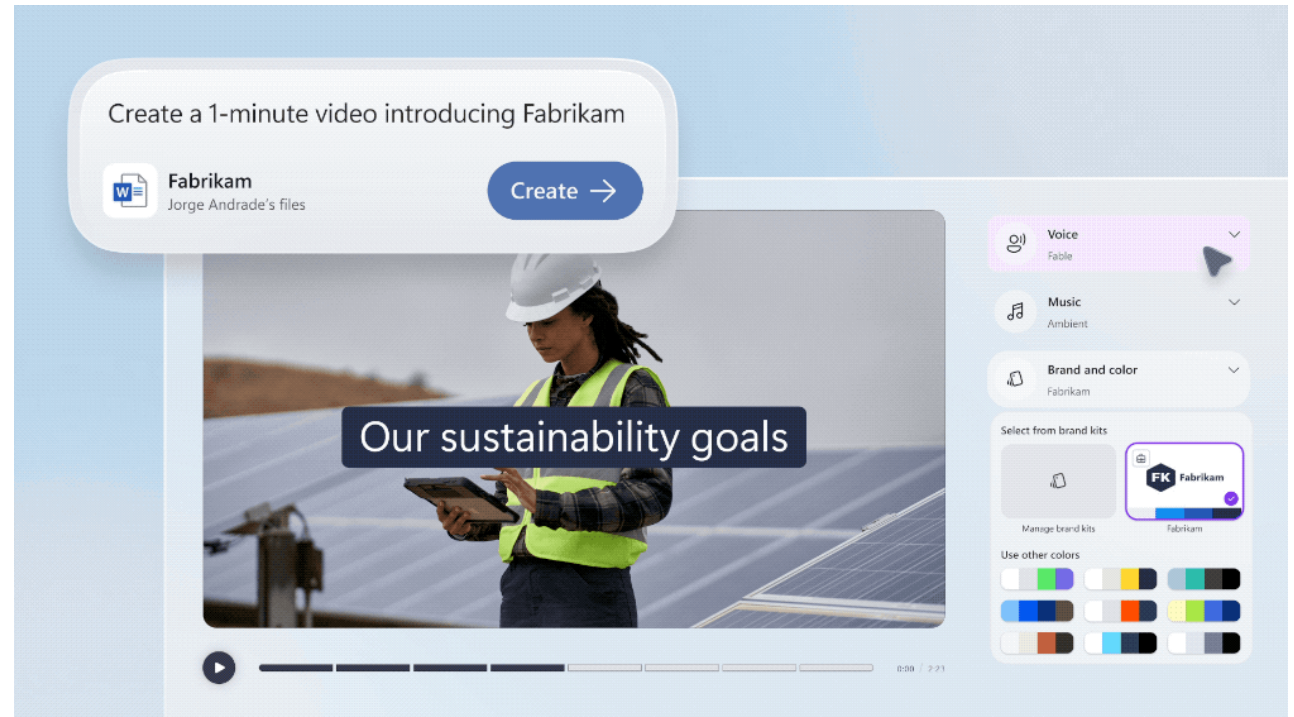 Create a 1-minute video introducing Fabrikam
W
Fabrikam
Jorge Andrade's files
Create
Our sustainability goals
Voice
Fable
Music
Ambient
Brand and color
Fabrikam
Select from brand kits
FK Fabrikam
Manage brand kits
Fabrikam
Use other colors